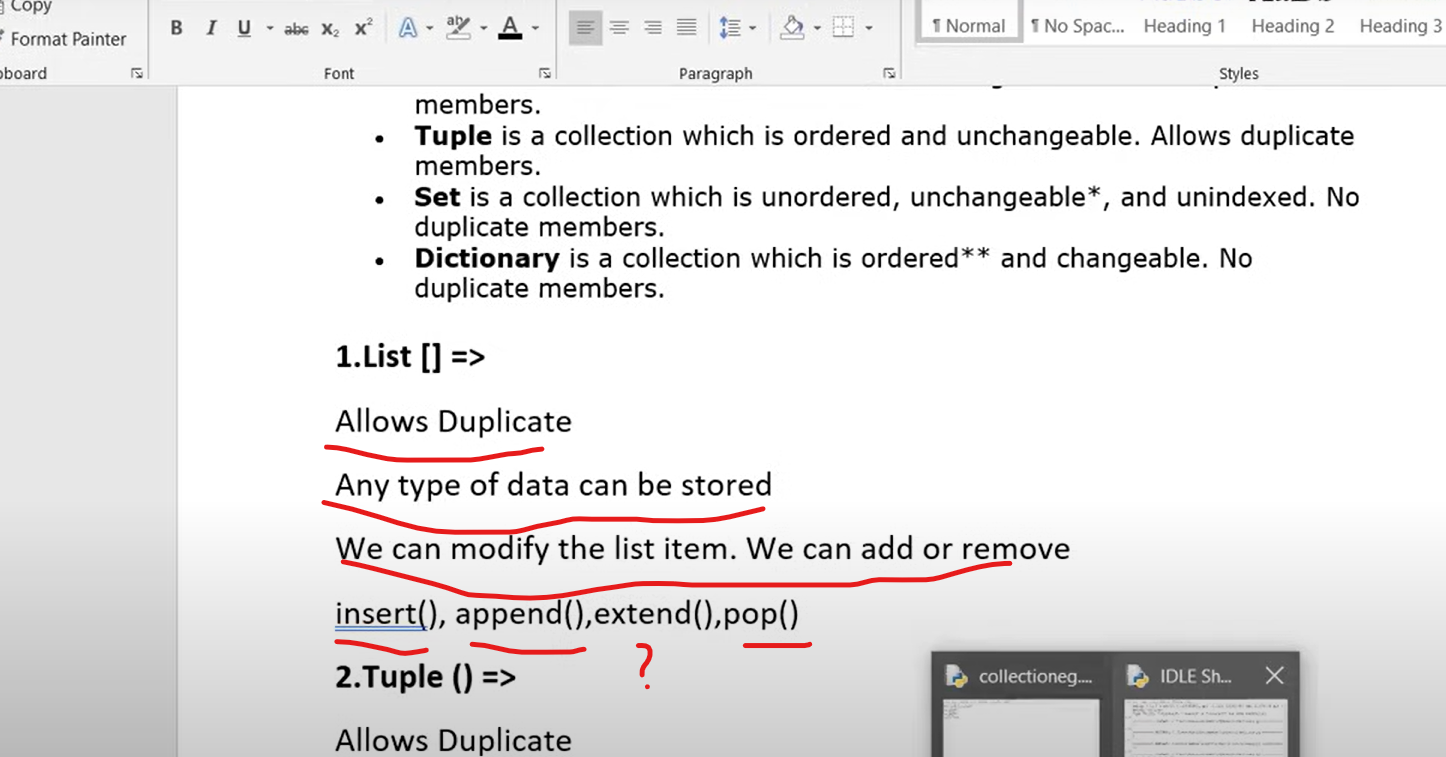 Copy
Format Painter
B I U abc x₂ x² A aby A
¶ Normal ¶ No Spac... Heading 1 Heading 2 Heading 3
Font Paragraph Styles
members.
• Tuple is a collection which is ordered and unchangeable. Allows duplicate
members.
• Set is a collection which is unordered, unchangeable*, and unindexed. No
duplicate members.
• Dictionary is a collection which is ordered** and changeable. No
duplicate members.
1.List [] =>
Allows Duplicate
Any type of data can be stored
We can modify the list item. We can add or remove
insert(), append(),extend(),pop()
?
2.Tuple () =>
collectioneg.... IDLE Sh...
Allows Duplicate